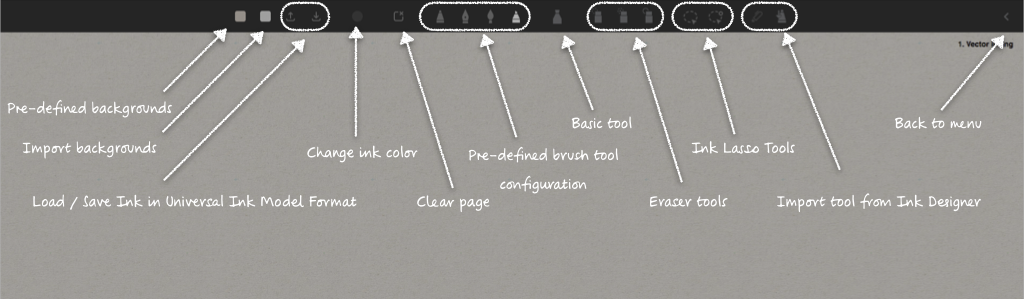 1. Vector
Pre-defined backgrounds
Import backgrounds
Load / Save Ink in Universal Ink Model Format
Change ink color
Clear page
Pre-defined brush tool
configuration
Basic tool
Eraser tools
Ink Lasso Tools
Import tool from Ink Designer
Back to menu